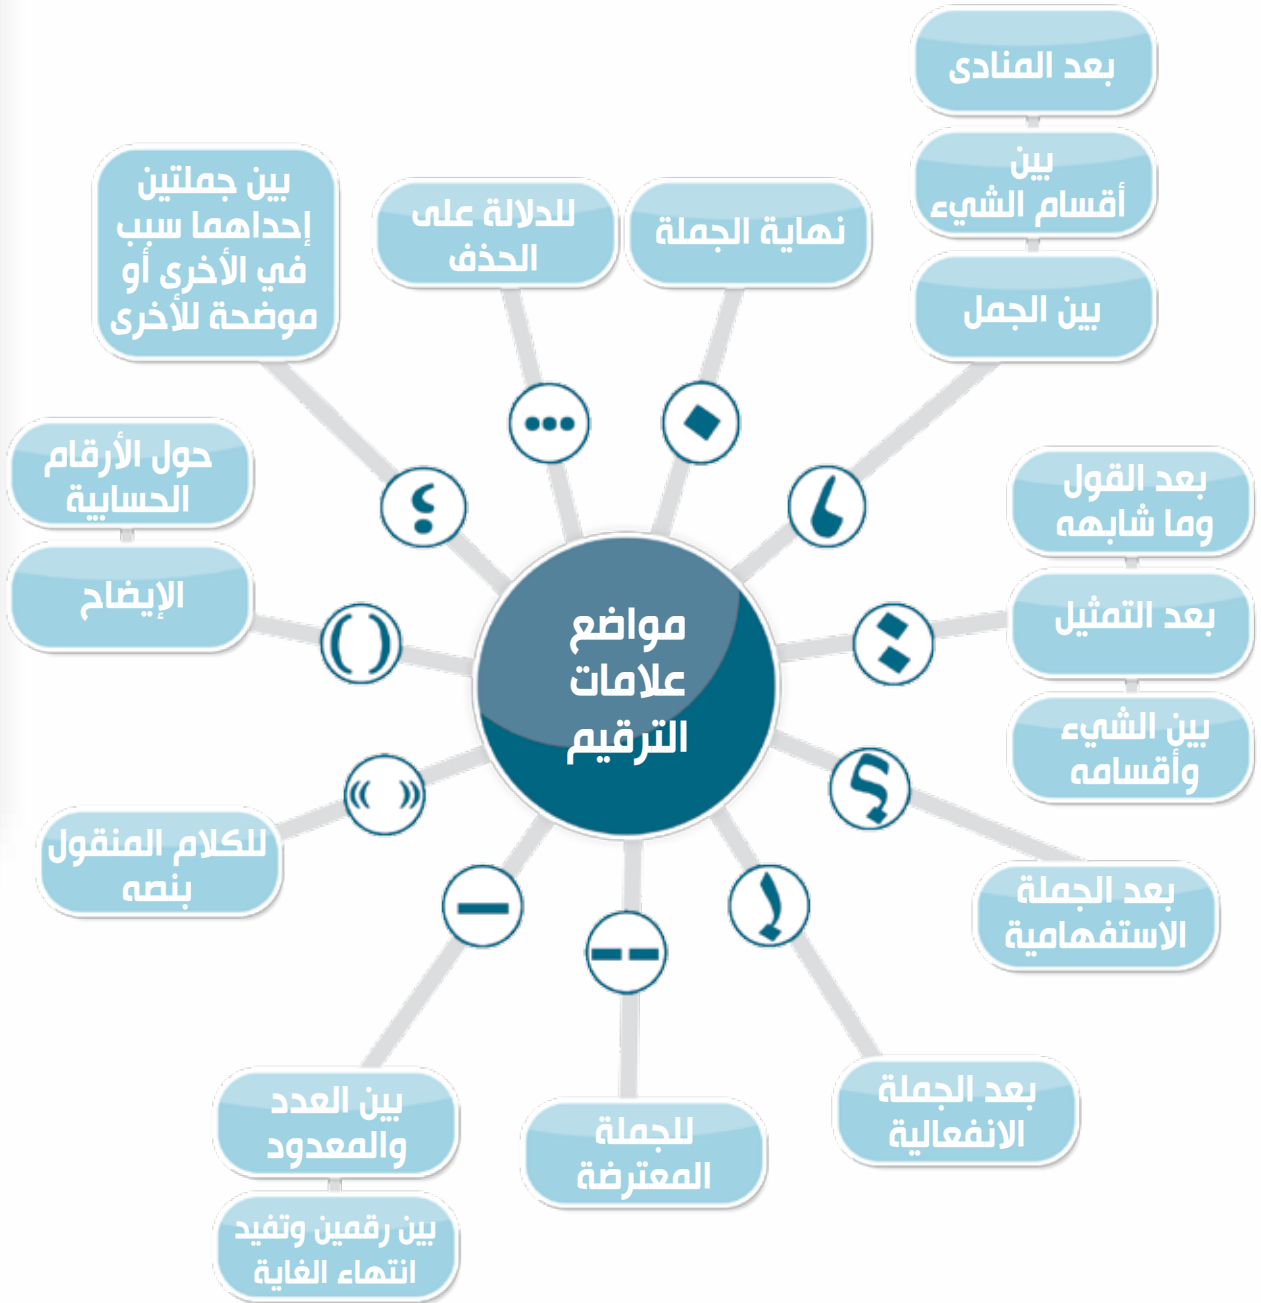 مواضع
علامات
الترقيم
نهاية الجملة
.
بعد المنادى
بين
أقسام الشيء
بين الجمل
،
بعد القول
وما شابهه
بعد التمثيل
بين الشيء
وأقسامه
:
بعد الجملة
الاستفهامية
؟
بعد الجملة
الانفعالية
!
للجملة
المعترضة
– –
بين العدد
والمعدود
بين رقمين وتفيد
انتهاء الغاية
–
للكلام المنقول
بنصه
(( ))
حول الأرقام
الحسابية
الإيضاح
( )
بين جملتين
إحداهما سبب
في الأخرى أو
موضحة للأخرى
؛
للدلالة على
الحذف
...